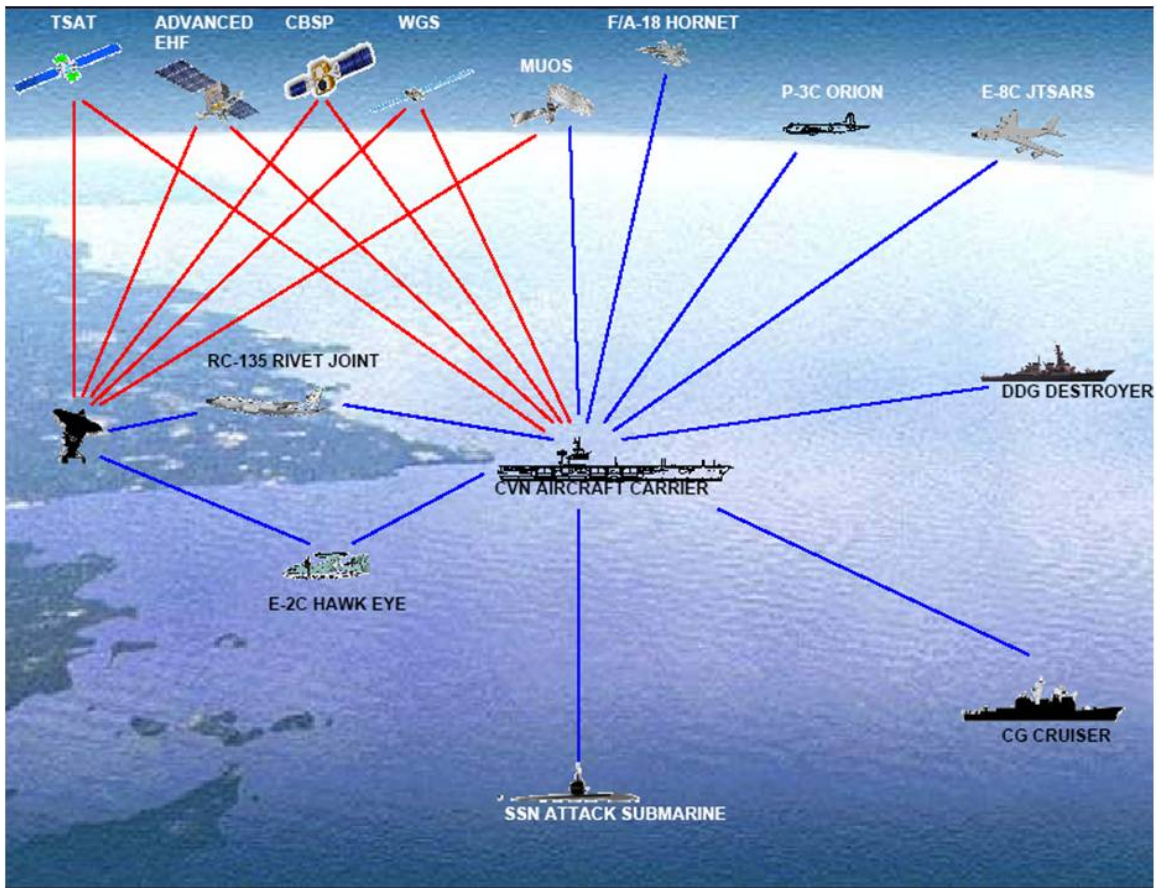 TSAT
ADVANCED
EHF
CBSP
WGS
F/A-18 HORNET
MUOS
P-3C ORION
E-8C JTSARS
RC-135 RIVET JOINT
DDG DESTROYER
CVN AIRCRAFT CARRIER
E-2C HAWK EYE
CG CRUISER
SSN ATTACK SUBMARINE